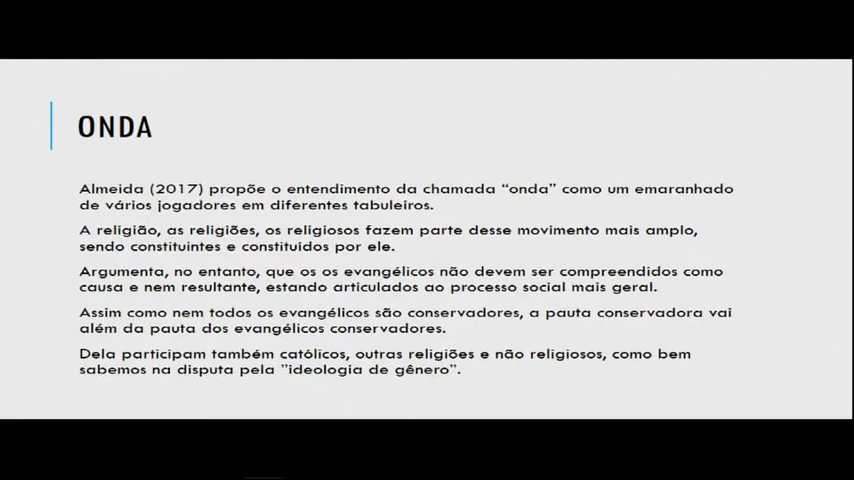 ONDA
Almeida (2017) propõe o entendimento da chamada “onda” como um emaranhado
de vários jogadores em diferentes tabuleiros.
A religião, as religiões, os religiosos fazem parte desse movimento mais amplo,
sendo constituintes e constituídos por ele.
Argumenta, no entanto, que os os evangélicos não devem ser compreendidos como
causa e nem resultante, estando articulados ao processo social mais geral.
Assim como nem todos os evangélicos são conservadores, a pauta conservadora vai
além da pauta dos evangélicos conservadores.
Dela participam também católicos, outras religiões e não religiosos, como bem
sabemos na disputa pela "ideologia de gênero".